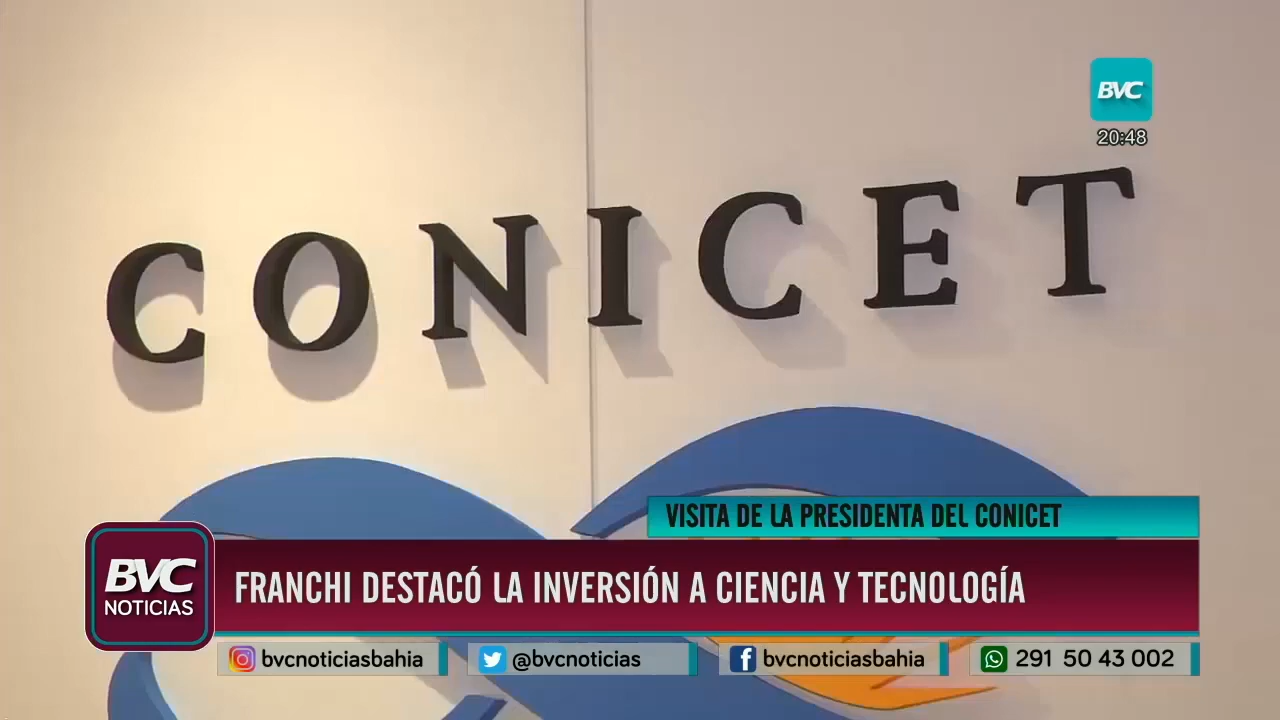 BVC
20:48
CONICET
VISITA DE LA PRESIDENTA DEL CONICET
BVC
NOTICIAS
FRANCHI DESTACÓ LA INVERSIÓN A CIENCIA Y TECNOLOGÍA
bvcnoticiasbahia
@bvcnoticias
bvcnoticiasbahia
291 50 43 002